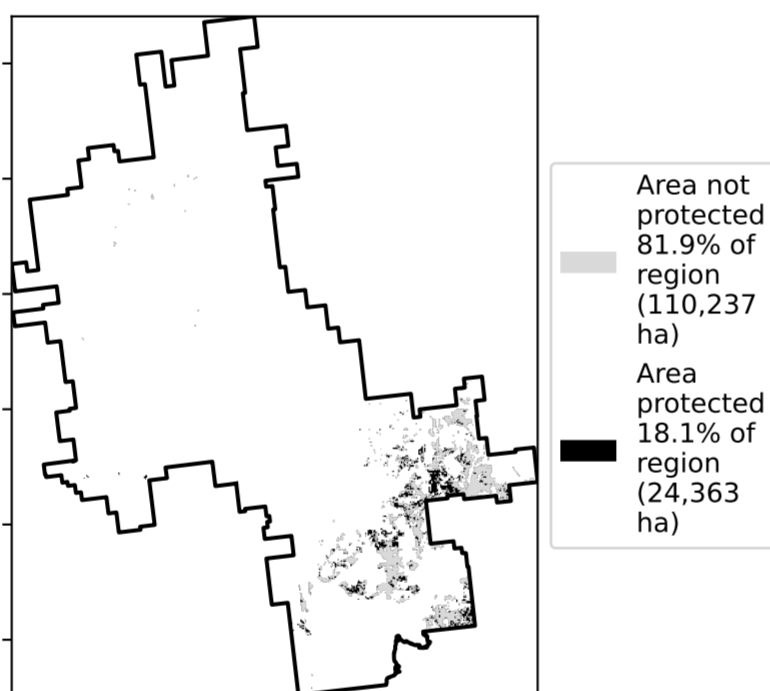 Area not
protected
81.9% of
region
(110,237
ha)
Area
protected
18.1% of
region
(24,363
ha)